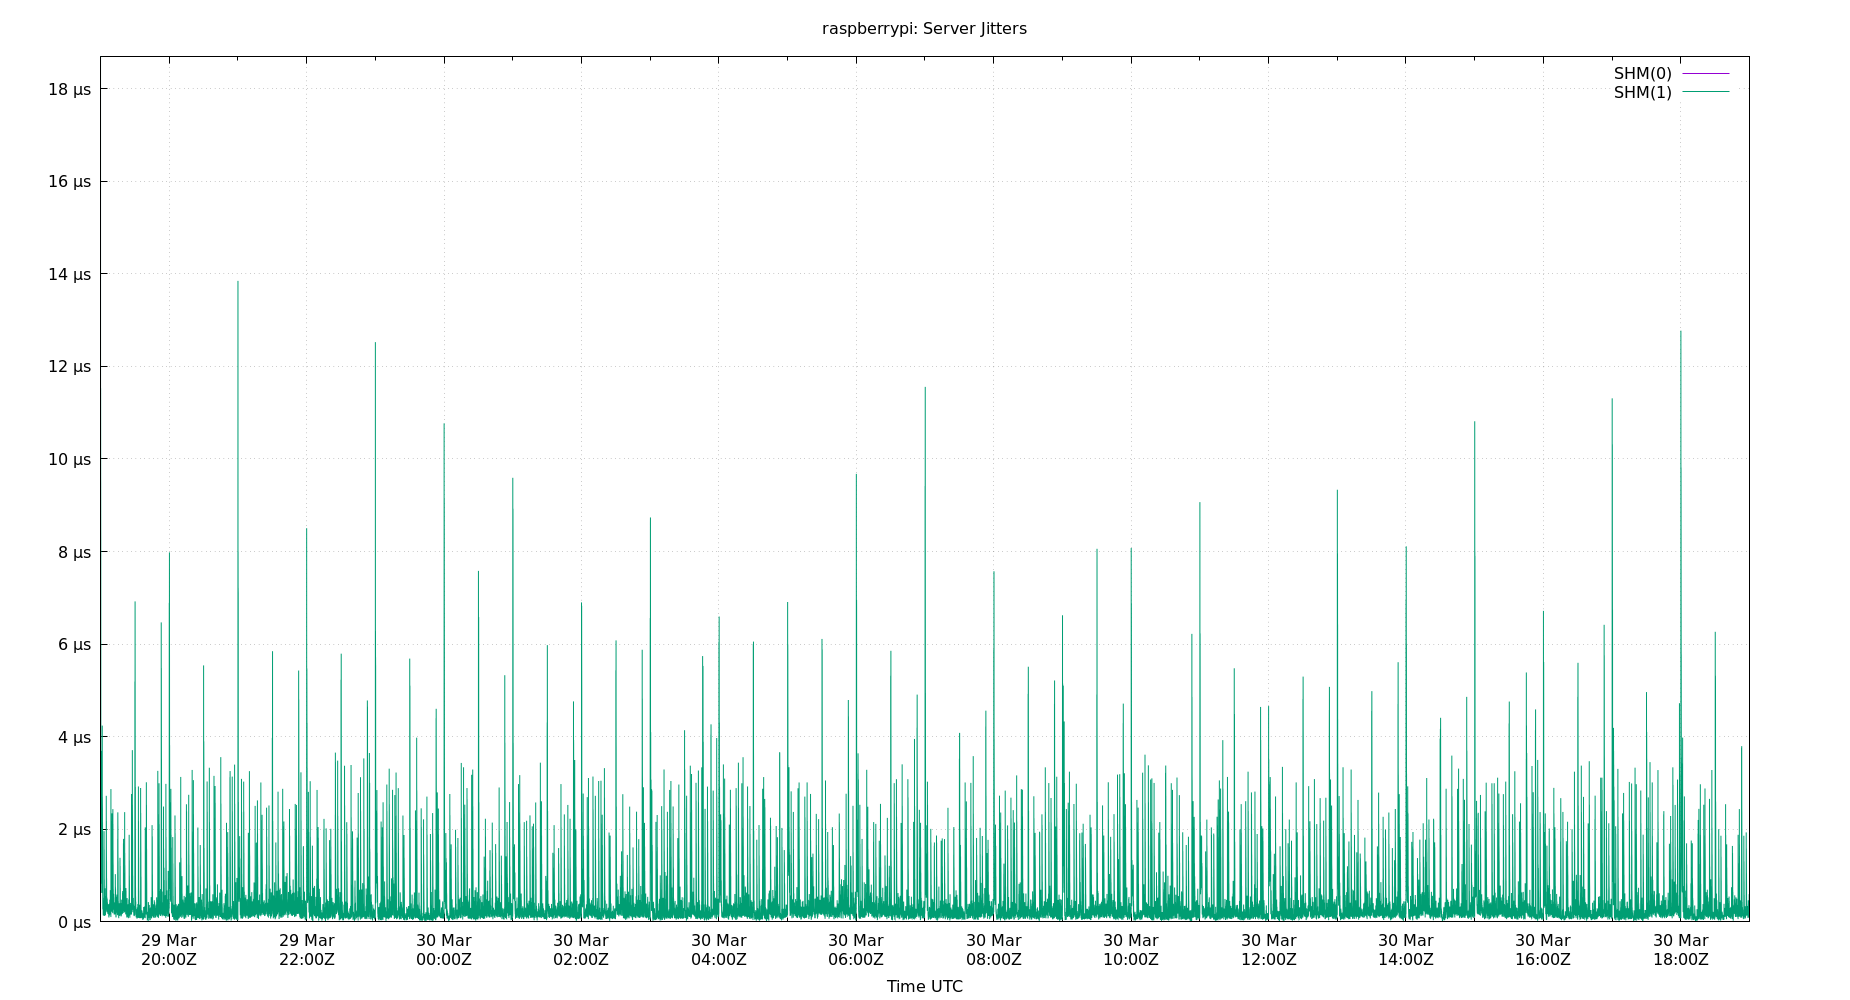 raspberrypi: Server Jitters
SHM(0)
SHM(1)
18 µs
16 µs
14 µs
12 µs
10 µs
8 µs
6 µs
4 µs
2 µs
0 µs
29 Mar 29 Mar 30 Mar 30 Mar 30 Mar 30 Mar 30 Mar 30 Mar 30 Mar 30 Mar 30 Mar 30 Mar
20:00Z 22:00Z 00:00Z 02:00Z 04:00Z 06:00Z 08:00Z 10:00Z 12:00Z 14:00Z 16:00Z 18:00Z
Time UTC